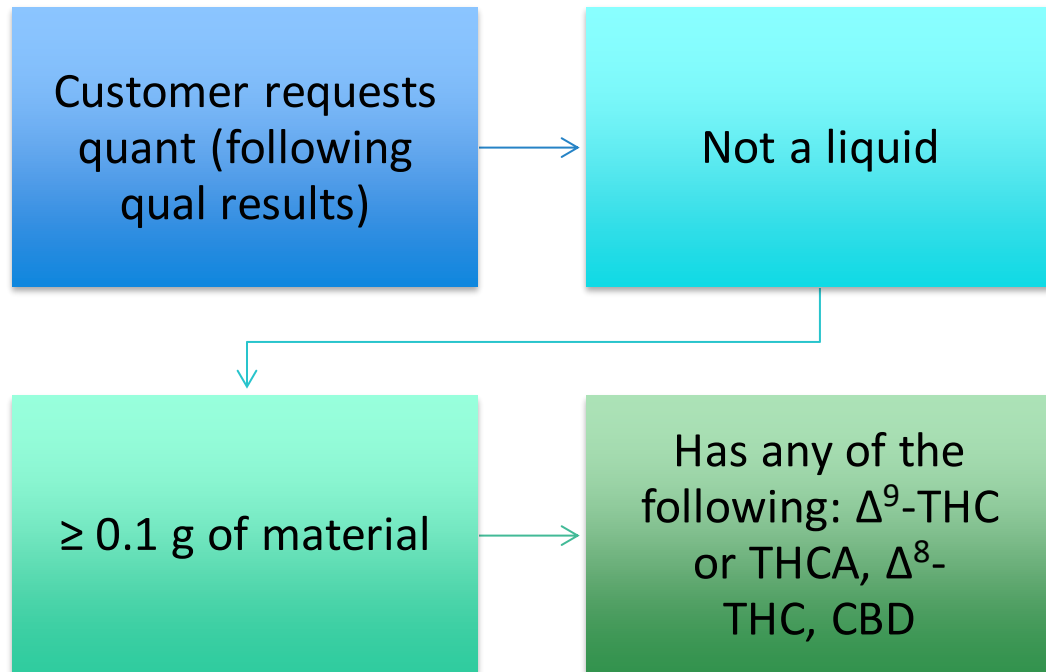 Customer requests
quant (following
qual results)
Not a liquid
≥ 0.1 g of material
Has any of the
following: Δ⁹-THC
or THCA, Δ⁸-
THC, CBD